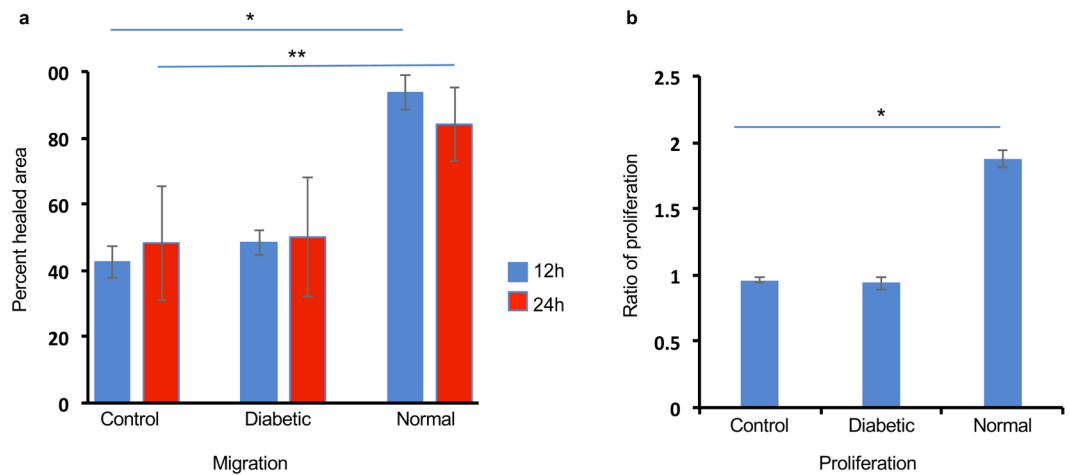 a
*
**
Percent healed area
00
80
60
40
20
0
Control
Diabetic
Normal
Migration
12h
24h
b
*
Ratio of proliferation
2.5
2
1.5
1
0.5
0
Control
Diabetic
Normal
Proliferation